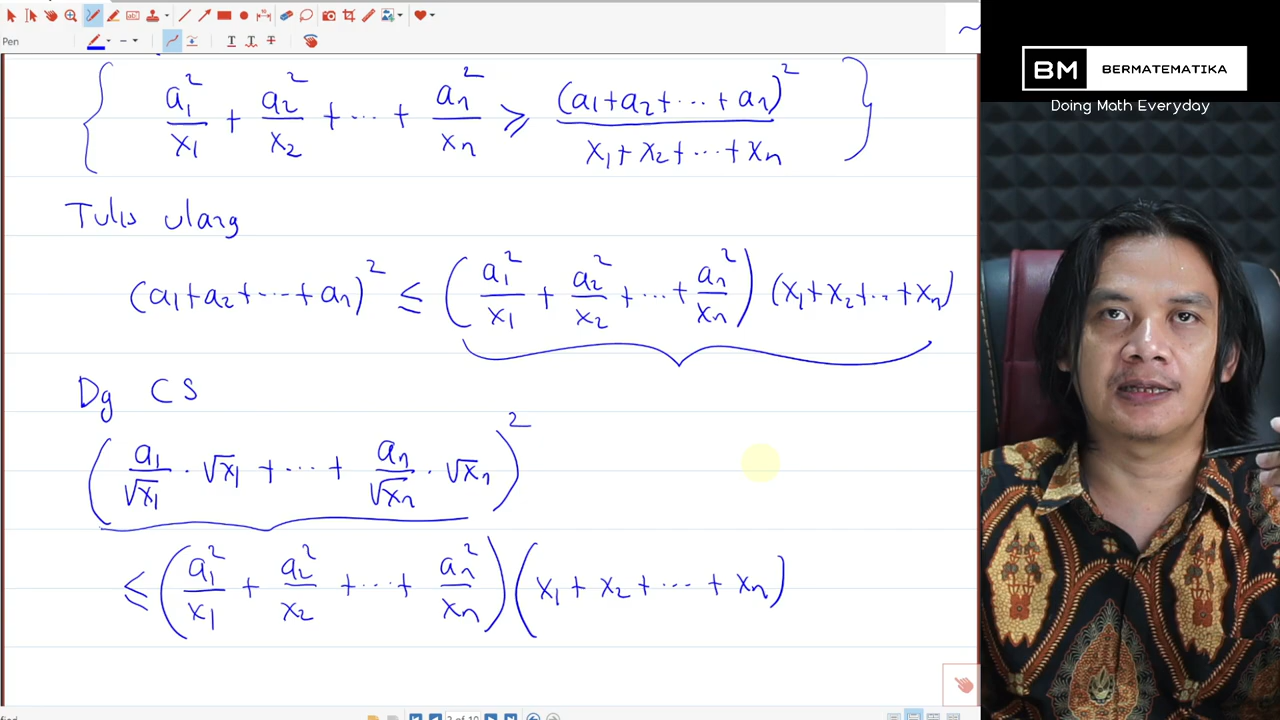 Pen
BM BERMATEMATIKA
Doing Math Everyday
{ a₁²/x₁ + a₂²/x₂ + ... + aₙ²/xₙ ⩾ (a₁+a₂+...+aₙ)²/(x₁+x₂+...+xₙ) }
Tulis ulang
(a₁+a₂+...+aₙ)² ≤ (a₁²/x₁ + a₂²/x₂ + ... + aₙ²/xₙ) (x₁+x₂+...+xₙ)
Dg CS
(a₁/√x₁ · √x₁ + ... + aₙ/√xₙ · √xₙ)²
≤ (a₁²/x₁ + a₂²/x₂ + ... + aₙ²/xₙ) (x₁ + x₂ + ... + xₙ)